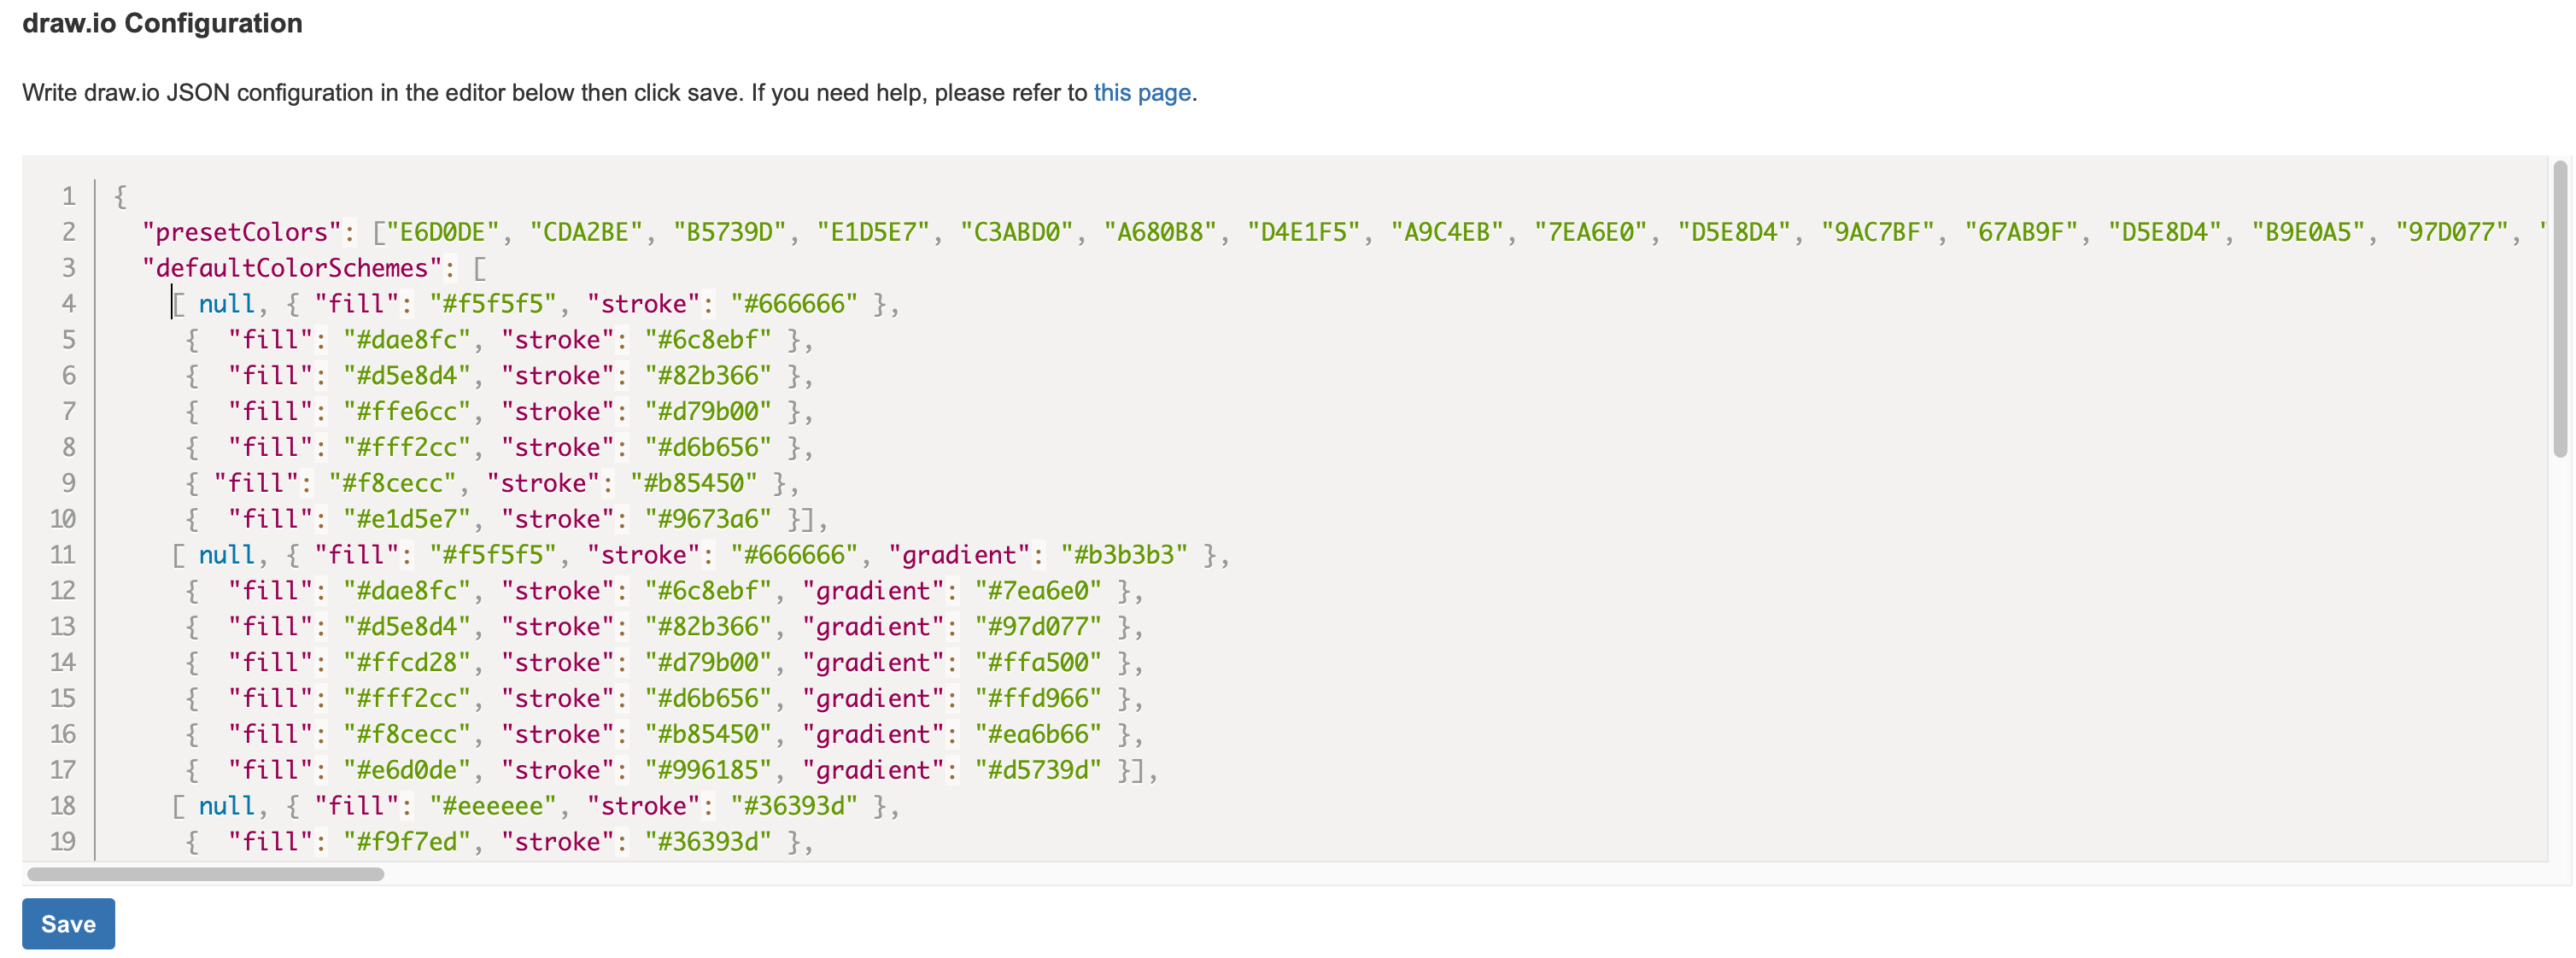 draw.io Configuration
Write draw.io JSON configuration in the editor below then click save. If you need help, please refer to this page.
1 {
2 "presetColors": ["E6D0DE", "CDA2BE", "B5739D", "E1D5E7", "C3ABD0", "A680B8", "D4E1F5", "A9C4EB", "7EA6E0", "D5E8D4", "9AC7BF", "67AB9F", "D5E8D4", "B9E0A5", "97D077", "
3 "defaultColorSchemes": [
4 [ null, { "fill": "#f5f5f5", "stroke": "#666666" },
5 { "fill": "#dae8fc", "stroke": "#6c8ebf" },
6 { "fill": "#d5e8d4", "stroke": "#82b366" },
7 { "fill": "#ffe6cc", "stroke": "#d79b00" },
8 { "fill": "#fff2cc", "stroke": "#d6b656" },
9 { "fill": "#f8cecc", "stroke": "#b85450" },
10 { "fill": "#e1d5e7", "stroke": "#9673a6" }],
11 [ null, { "fill": "#f5f5f5", "stroke": "#666666", "gradient": "#b3b3b3" },
12 { "fill": "#dae8fc", "stroke": "#6c8ebf", "gradient": "#7ea6e0" },
13 { "fill": "#d5e8d4", "stroke": "#82b366", "gradient": "#97d077" },
14 { "fill": "#ffcd28", "stroke": "#d79b00", "gradient": "#ffa500" },
15 { "fill": "#fff2cc", "stroke": "#d6b656", "gradient": "#ffd966" },
16 { "fill": "#f8cecc", "stroke": "#b85450", "gradient": "#ea6b66" },
17 { "fill": "#e6d0de", "stroke": "#996185", "gradient": "#d5739d" }],
18 [ null, { "fill": "#eeeeee", "stroke": "#36393d" },
19 { "fill": "#f9f7ed", "stroke": "#36393d" },
Save